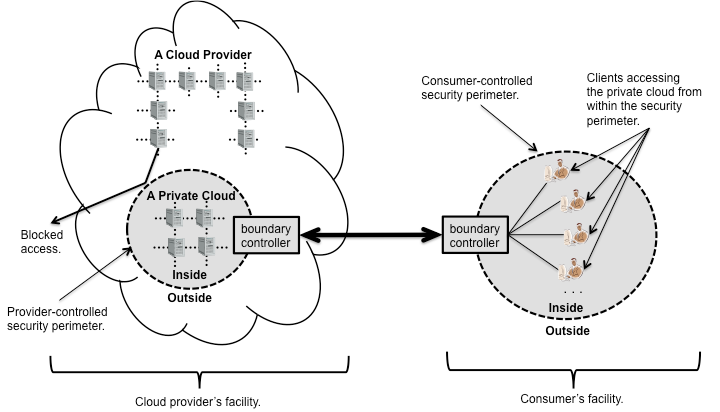 A Cloud Provider
A Private Cloud
boundary
controller
Inside
Outside
Blocked
access.
Provider-controlled
security perimeter.
Cloud provider's facility.
Consumer-controlled
security perimeter.
Clients accessing
the private cloud from
within the security
perimeter.
boundary
controller
. . .
Inside
Outside
Consumer's facility.